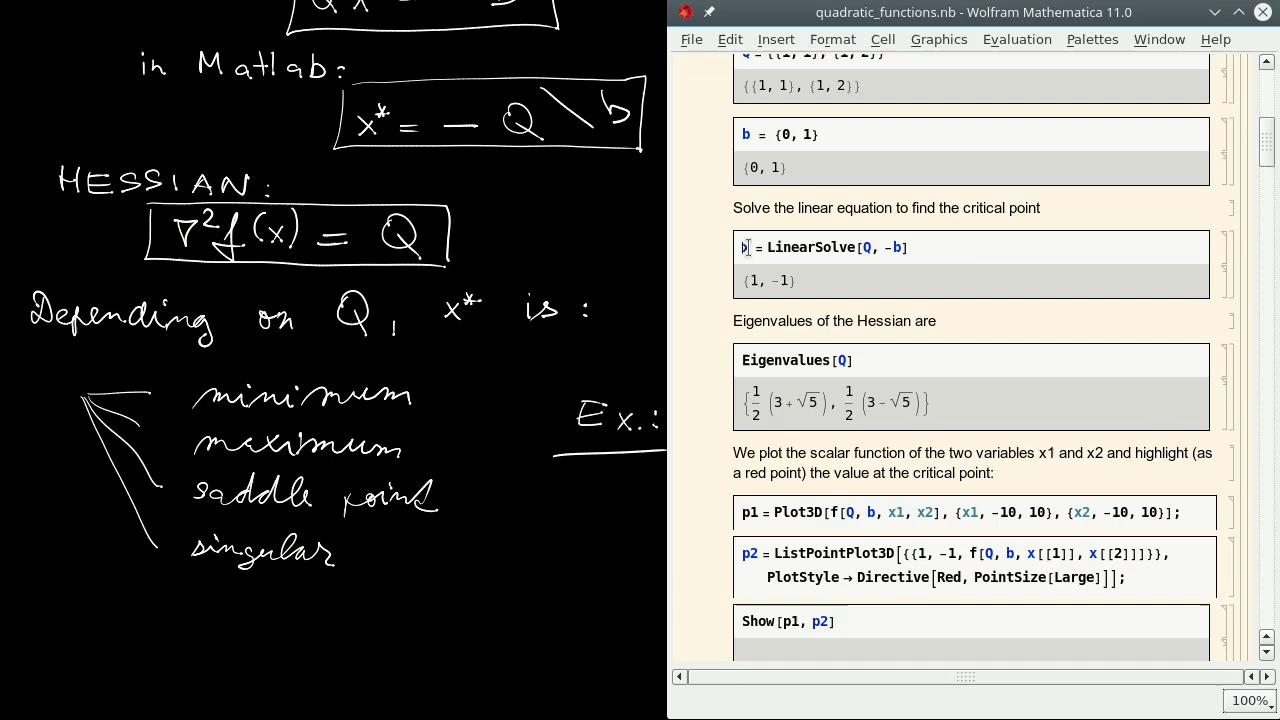 in Matlab:
x* = - Q \ b
HESSIAN:
∇²f(x) = Q
Depending on Q, x* is :
minimum
maximum
saddle point
singular
Ex.:
quadratic_functions.nb - Wolfram Mathematica 11.0
File Edit Insert Format Cell Graphics Evaluation Palettes Window Help
Q = {{1, 1}, {1, 2}}
{{1, 1}, {1, 2}}
b = {0, 1}
{0, 1}
Solve the linear equation to find the critical point
= LinearSolve[Q, -b]
{1, -1}
Eigenvalues of the Hessian are
Eigenvalues[Q]
{1/2 (3 + √5), 1/2 (3 - √5)}
We plot the scalar function of the two variables x1 and x2 and highlight (as
a red point) the value at the critical point:
p1 = Plot3D[f[Q, b, x1, x2], {x1, -10, 10}, {x2, -10, 10}];
p2 = ListPointPlot3D[{{1, -1, f[Q, b, x[[1]], x[[2]]]}},
PlotStyle → Directive[Red, PointSize[Large]]];
Show[p1, p2]
100%